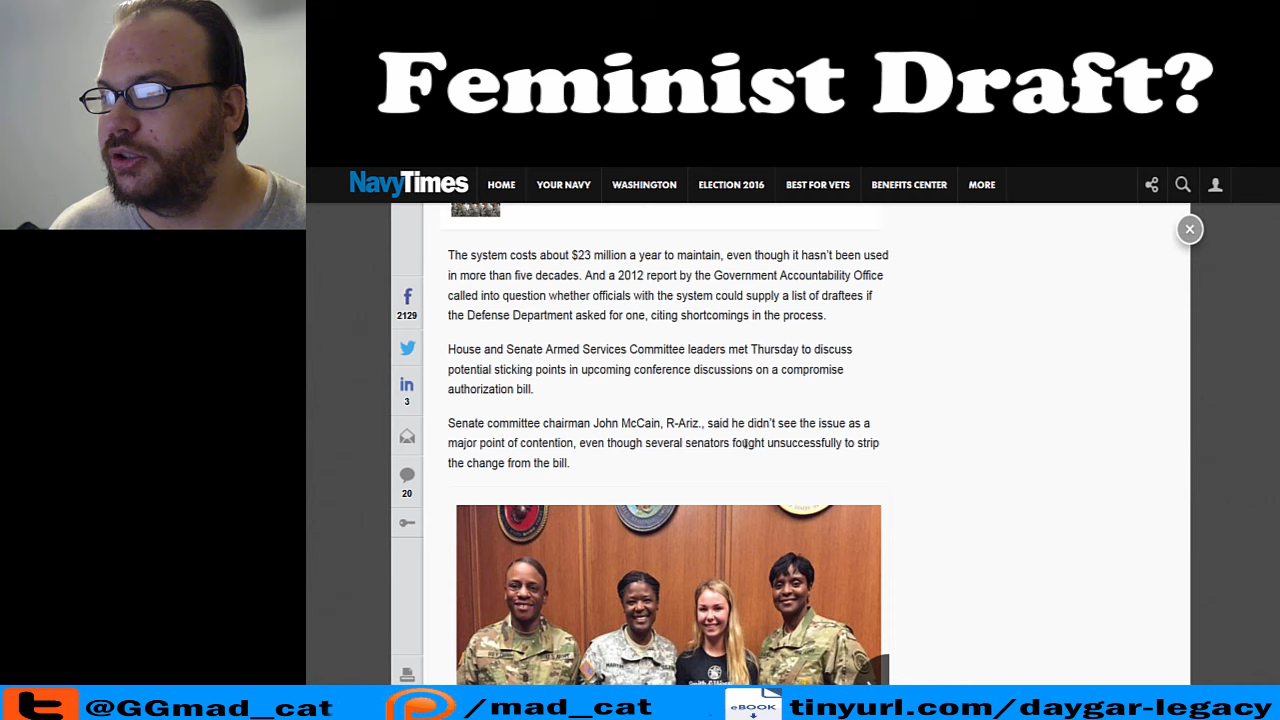 Feminist Draft?
NavyTimes HOME YOUR NAVY WASHINGTON ELECTION 2016 BEST FOR VETS BENEFITS CENTER MORE
The system costs about $23 million a year to maintain, even though it hasn't been used
in more than five decades. And a 2012 report by the Government Accountability Office
called into question whether officials with the system could supply a list of draftees if
the Defense Department asked for one, citing shortcomings in the process.
2129
House and Senate Armed Services Committee leaders met Thursday to discuss
potential sticking points in upcoming conference discussions on a compromise
authorization bill.
in
3
Senate committee chairman John McCain, R-Ariz., said he didn't see the issue as a
major point of contention, even though several senators fought unsuccessfully to strip
the change from the bill.
20
@GGmad_cat /mad_cat eBOOK tinyurl.com/daygar-legacy